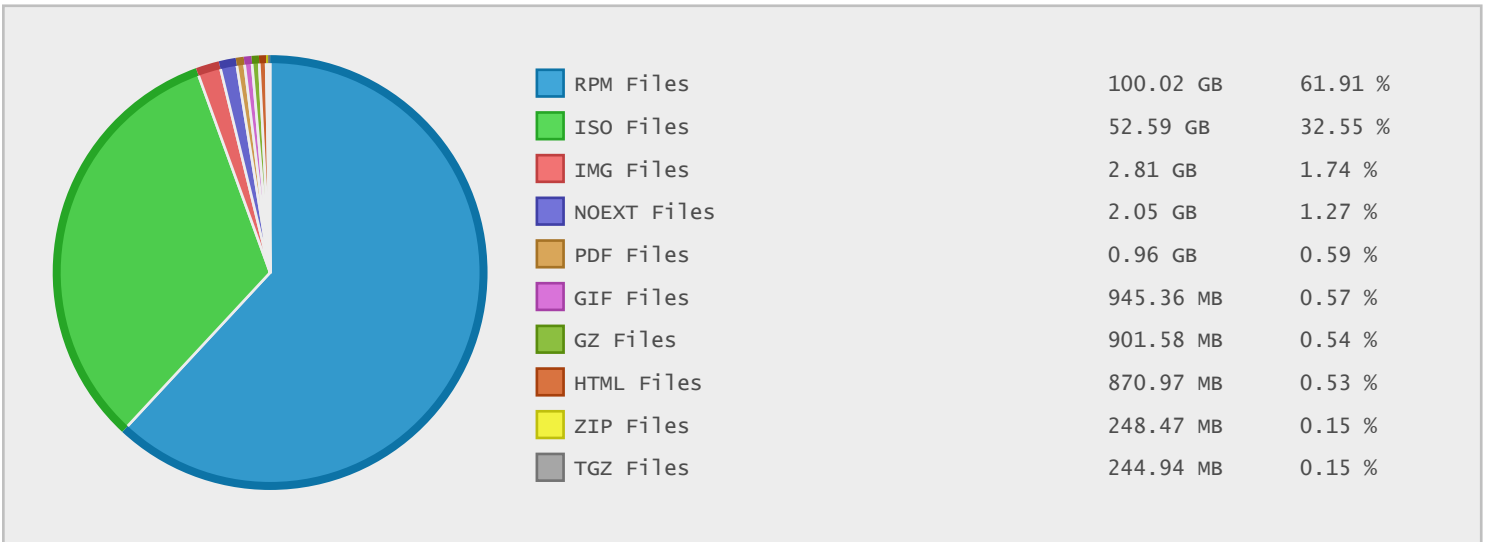 RPM Files 100.02 GB 61.91 %
ISO Files 52.59 GB 32.55 %
IMG Files 2.81 GB 1.74 %
NOEXT Files 2.05 GB 1.27 %
PDF Files 0.96 GB 0.59 %
GIF Files 945.36 MB 0.57 %
GZ Files 901.58 MB 0.54 %
HTML Files 870.97 MB 0.53 %
ZIP Files 248.47 MB 0.15 %
TGZ Files 244.94 MB 0.15 %